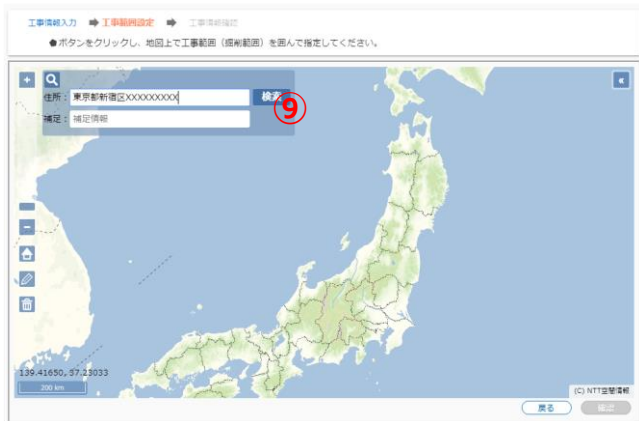 工事情報入力 ➡ 工事範囲設定 ➡ 工事情報確認
●ボタンをクリックし、地図上で工事範囲(掘削範囲)を囲んで指定してください。
+ «
住所： 東京都新宿区XXXXXXXXX 検索
⑨
補足： 補足情報
−
139.41650, 37.23033
200 km
(C) NTT空間情報
戻る 確認